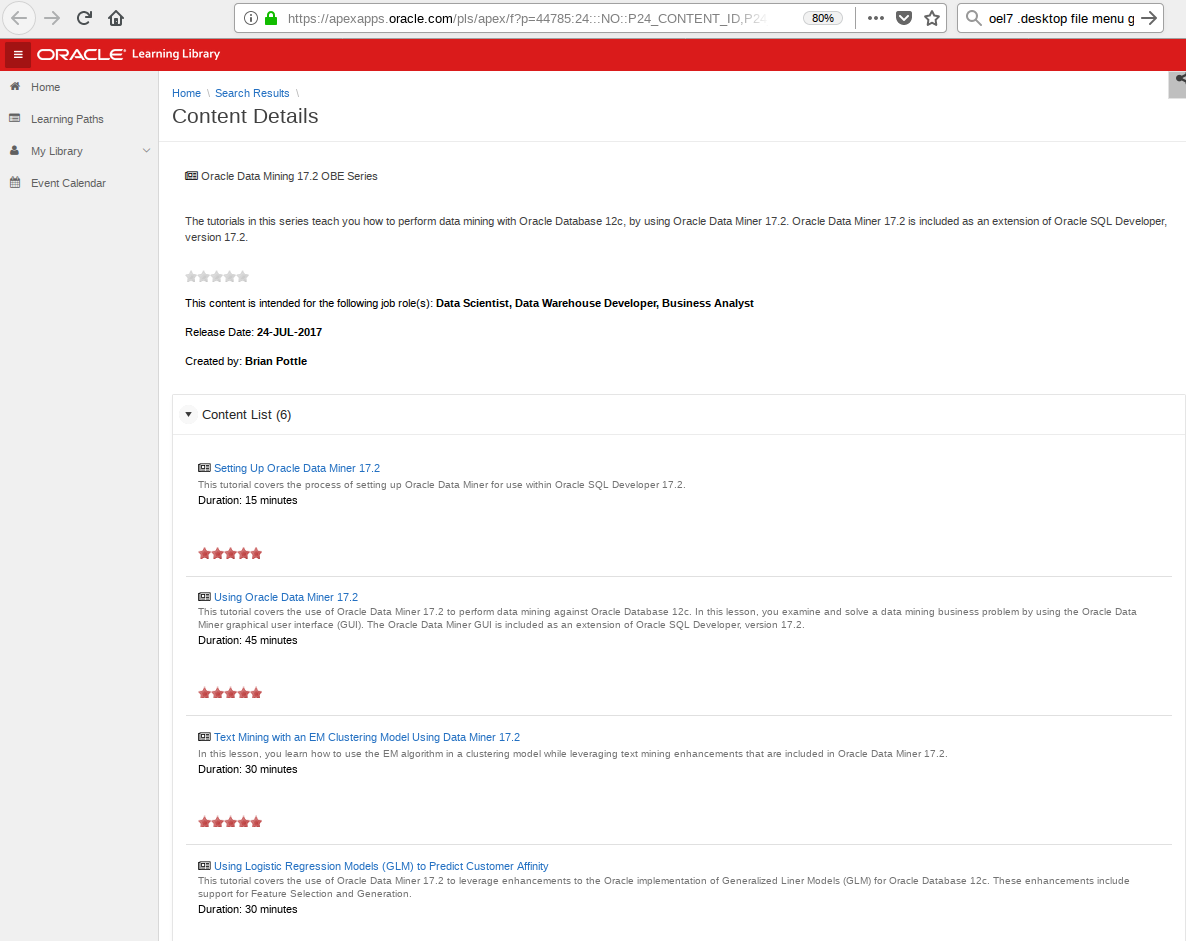 https://apexapps.oracle.com/pls/apex/f?p=44785:24:::NO::P24_CONTENT_ID,P24
80%
oel7 .desktop file menu g
ORACLE Learning Library
Home
Learning Paths
My Library
Event Calendar
Home \ Search Results \
Content Details
Oracle Data Mining 17.2 OBE Series
The tutorials in this series teach you how to perform data mining with Oracle Database 12c, by using Oracle Data Miner 17.2. Oracle Data Miner 17.2 is included as an extension of Oracle SQL Developer,
version 17.2.
This content is intended for the following job role(s): Data Scientist, Data Warehouse Developer, Business Analyst
Release Date: 24-JUL-2017
Created by: Brian Pottle
Content List (6)
Setting Up Oracle Data Miner 17.2
This tutorial covers the process of setting up Oracle Data Miner for use within Oracle SQL Developer 17.2.
Duration: 15 minutes
Using Oracle Data Miner 17.2
This tutorial covers the use of Oracle Data Miner 17.2 to perform data mining against Oracle Database 12c. In this lesson, you examine and solve a data mining business problem by using the Oracle Data
Miner graphical user interface (GUI). The Oracle Data Miner GUI is included as an extension of Oracle SQL Developer, version 17.2.
Duration: 45 minutes
Text Mining with an EM Clustering Model Using Data Miner 17.2
In this lesson, you learn how to use the EM algorithm in a clustering model while leveraging text mining enhancements that are included in Oracle Data Miner 17.2.
Duration: 30 minutes
Using Logistic Regression Models (GLM) to Predict Customer Affinity
This tutorial covers the use of Oracle Data Miner 17.2 to leverage enhancements to the Oracle implementation of Generalized Liner Models (GLM) for Oracle Database 12c. These enhancements include
support for Feature Selection and Generation.
Duration: 30 minutes